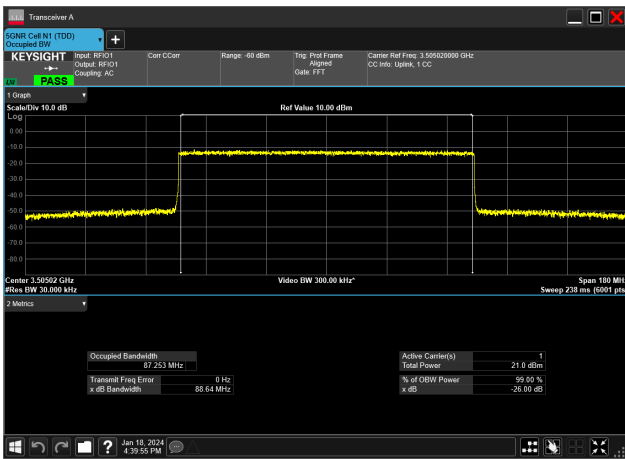 Transceiver A
5GNR Cell N1 (TDD)
Occupied BW
KEYSIGHT
PASS
Input: RFIO1
Output: RFIO1
Coupling: AC
Corr CCorr
Range: -60 dBm
Trig: Prot Frame
Aligned
Gate: FFT
Carrier Ref Freq: 3.505020000 GHz
CC Info: Uplink, 1 CC
1 Graph
Scale/Div 10.0 dB
Ref Value 10.00 dBm
Log
0.00
-10.0
-20.0
-30.0
-40.0
-50.0
-60.0
-70.0
-80.0
Center 3.50502 GHz
Video BW 300.00 kHz*
Span 180 MHz
#Res BW 30.000 kHz
Sweep 238 ms (6001 pts
2 Metrics
Occupied Bandwidth
87.253 MHz
Active Carrier(s) 1
Total Power 21.0 dBm
Transmit Freq Error 0 Hz
x dB Bandwidth 88.64 MHz
% of OBW Power 99.00 %
x dB -26.00 dB
?
Jan 18, 2024
4:39:55 PM